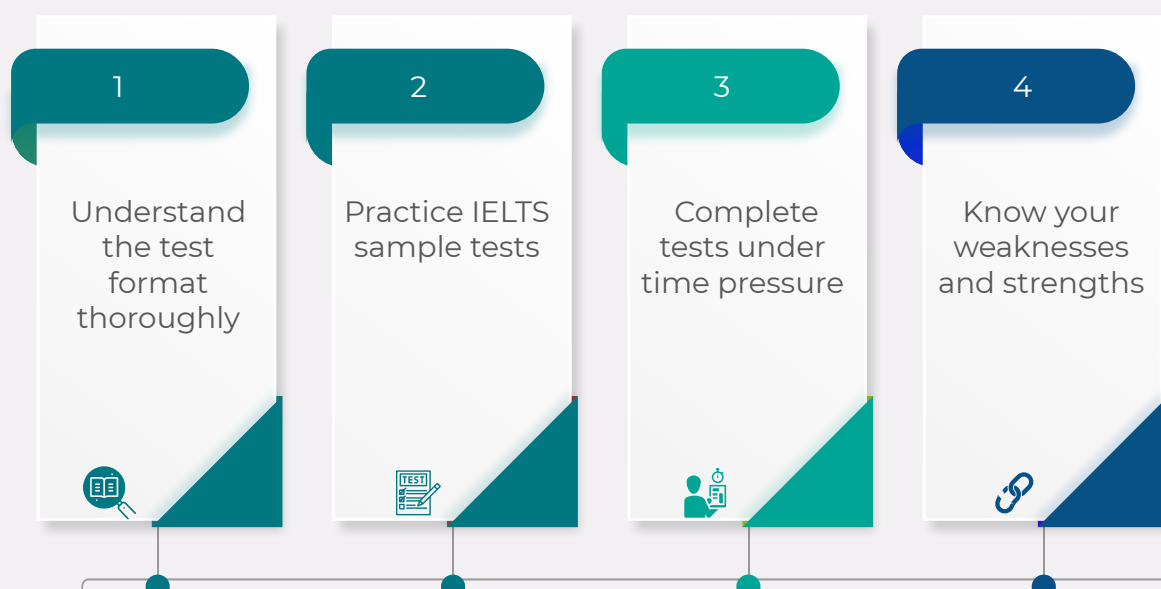 1
Understand
the test
format
thoroughly
2
Practice IELTS
sample tests
TEST
3
Complete
tests under
time pressure
4
Know your
weaknesses
and strengths